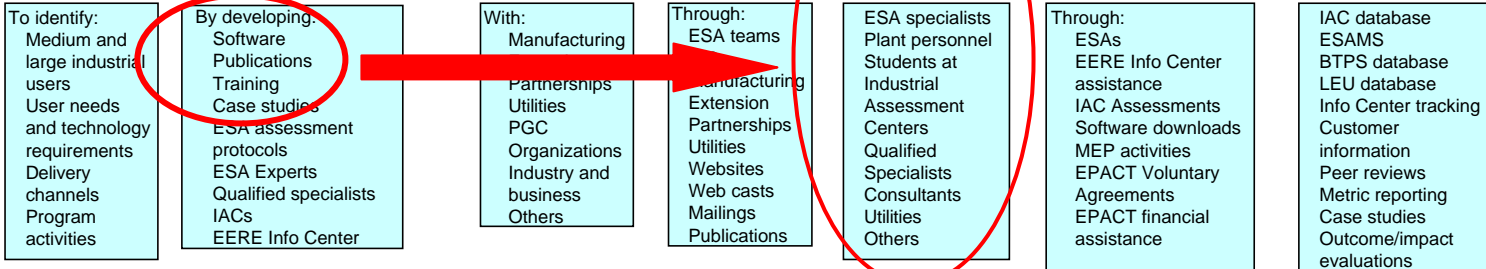 To identify:
Medium and
large industrial
users
User needs
and technology
requirements
Delivery
channels
Program
activities
By developing:
Software
Publications
Training
Case studies
ESA assessment
protocols
ESA Experts
Qualified specialists
IACs
EERE Info Center
With:
Manufacturing
Partnerships
Utilities
PGC
Organizations
Industry and
business
Others
Through:
ESA teams
Manufacturing
Extension
Partnerships
Utilities
Websites
Web casts
Mailings
Publications
ESA specialists
Plant personnel
Students at
Industrial
Assessment
Centers
Qualified
Specialists
Consultants
Utilities
Others
Through:
ESAs
EERE Info Center
assistance
IAC Assessments
Software downloads
MEP activities
EPACT Voluntary
Agreements
EPACT financial
assistance
IAC database
ESAMS
BTPS database
LEU database
Info Center tracking
Customer
information
Peer reviews
Metric reporting
Case studies
Outcome/impact
evaluations